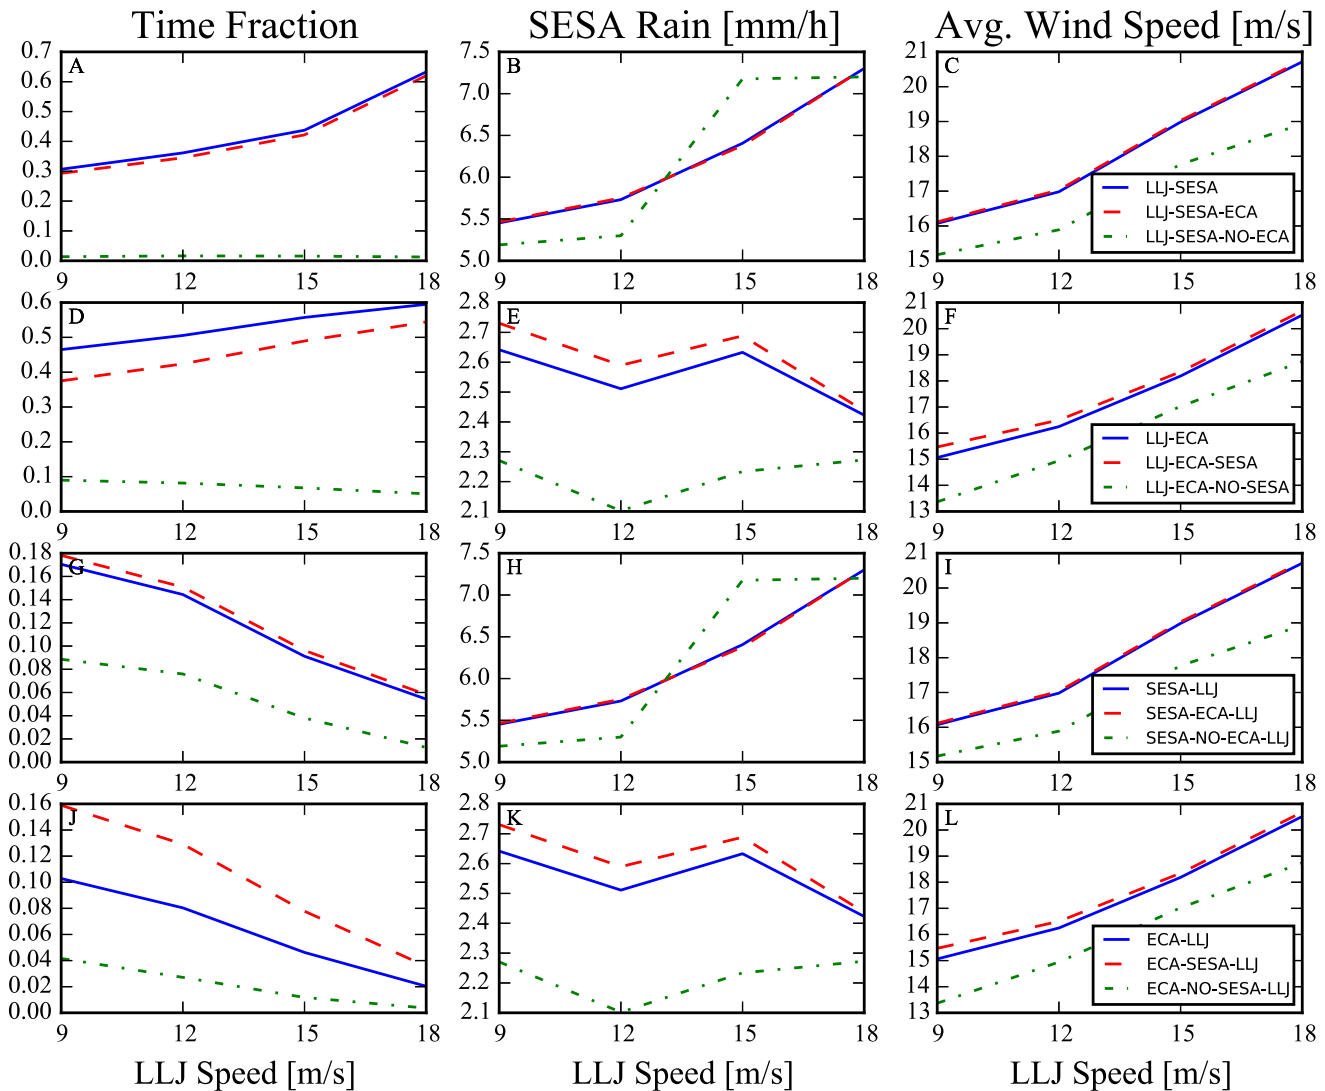 Time Fraction SESA Rain [mm/h] Avg. Wind Speed [m/s]
A
0.7
0.6
0.5
0.4
0.3
0.2
0.1
0.0
9 12 15 18
B
7.5
7.0
6.5
6.0
5.5
5.0
9 12 15 18
C
21
20
19
18
17
16
15
9 12 15 18
LLJ-SESA
LLJ-SESA-ECA
LLJ-SESA-NO-ECA
D
0.6
0.5
0.4
0.3
0.2
0.1
0.0
9 12 15 18
E
2.8
2.7
2.6
2.5
2.4
2.3
2.2
2.1
9 12 15 18
F
21
20
19
18
17
16
15
14
13
9 12 15 18
LLJ-ECA
LLJ-ECA-SESA
LLJ-ECA-NO-SESA
G
0.18
0.16
0.14
0.12
0.10
0.08
0.06
0.04
0.02
0.00
9 12 15 18
H
7.5
7.0
6.5
6.0
5.5
5.0
9 12 15 18
I
21
20
19
18
17
16
15
9 12 15 18
SESA-LLJ
SESA-ECA-LLJ
SESA-NO-ECA-LLJ
J
0.16
0.14
0.12
0.10
0.08
0.06
0.04
0.02
0.00
9 12 15 18
K
2.8
2.7
2.6
2.5
2.4
2.3
2.2
2.1
9 12 15 18
L
21
20
19
18
17
16
15
14
13
9 12 15 18
ECA-LLJ
ECA-SESA-LLJ
ECA-NO-SESA-LLJ
LLJ Speed [m/s] LLJ Speed [m/s] LLJ Speed [m/s]